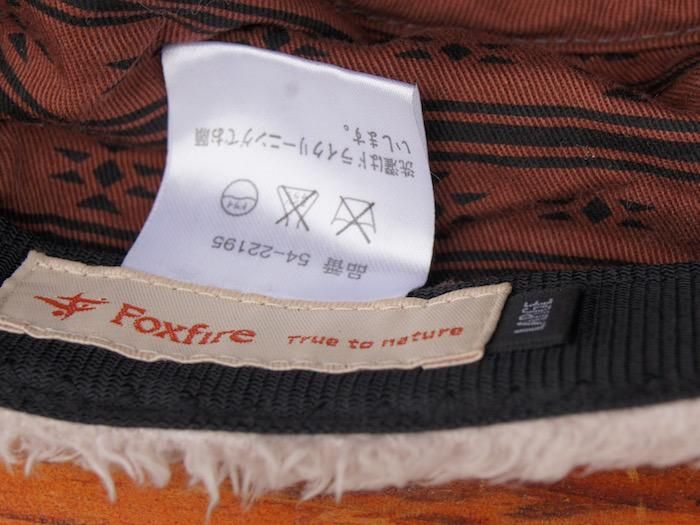 品番 54-22195
洗濯はドライクリーニングでお願
いします。
Foxfire
True to nature